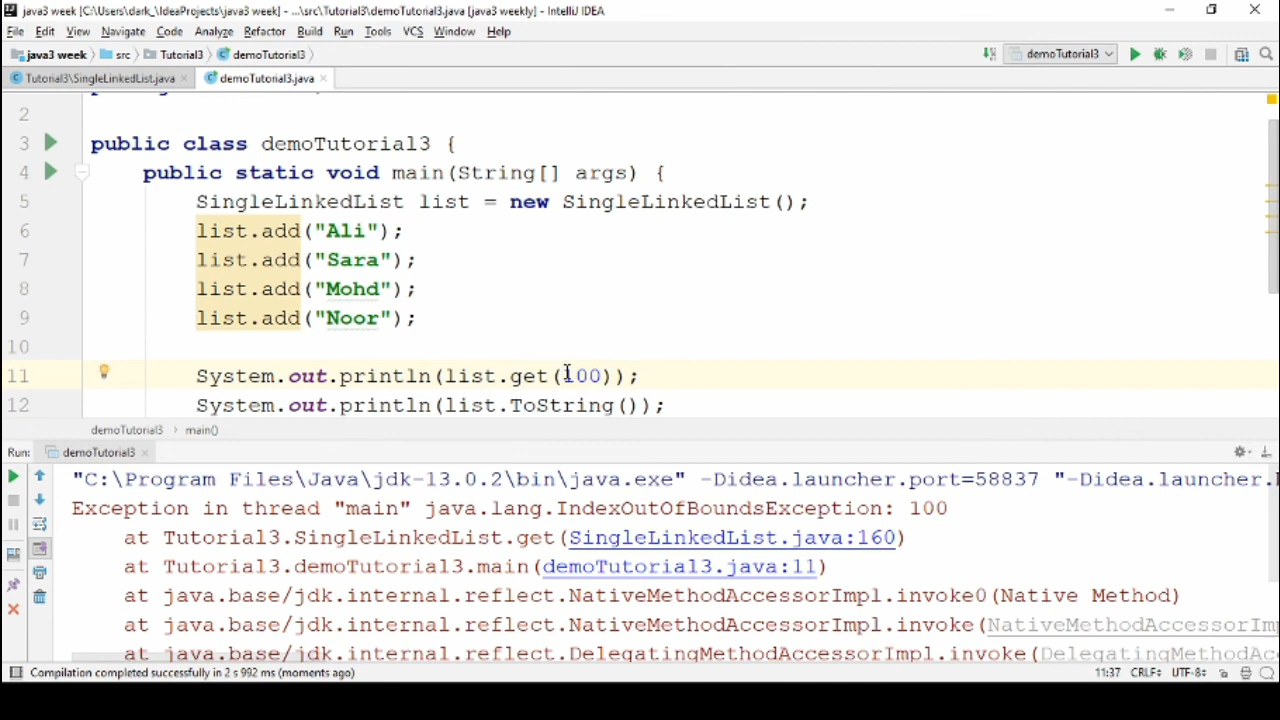 java3 week [C:\Users\dark_\IdeaProjects\java3 week] - ...\src\Tutorial3\demoTutorial3.java [java3 weekly] - IntelliJ IDEA
File Edit View Navigate Code Analyze Refactor Build Run Tools VCS Window Help
java3 week src Tutorial3 demoTutorial3 demoTutorial3
Tutorial3\SingleLinkedList.java demoTutorial3.java
2
3 public class demoTutorial3 {
4 public static void main(String[] args) {
5 SingleLinkedList list = new SingleLinkedList();
6 list.add("Ali");
7 list.add("Sara");
8 list.add("Mohd");
9 list.add("Noor");
10
11 System.out.println(list.get(100));
12 System.out.println(list.ToString());
demoTutorial3 main()
Run: demoTutorial3
"C:\Program Files\Java\jdk-13.0.2\bin\java.exe" -Didea.launcher.port=58837 "-Didea.launcher.
Exception in thread "main" java.lang.IndexOutOfBoundsException: 100
at Tutorial3.SingleLinkedList.get(SingleLinkedList.java:160)
at Tutorial3.demoTutorial3.main(demoTutorial3.java:11)
at java.base/jdk.internal.reflect.NativeMethodAccessorImpl.invoke0(Native Method)
at java.base/jdk.internal.reflect.NativeMethodAccessorImpl.invoke(NativeMethodAccessorIm
at java.base/jdk.internal.reflect.DelegatingMethodAccessorImpl.invoke(DelegatingMethodAc
Compilation completed successfully in 2 s 992 ms (moments ago) 11:37 CRLF UTF-8